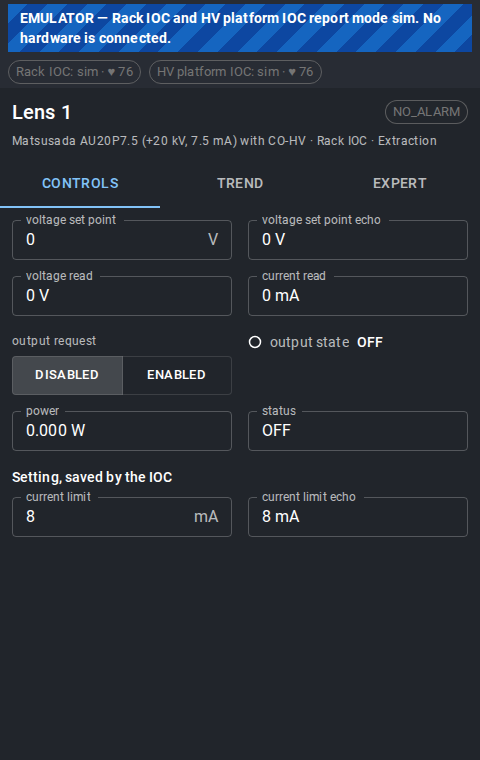 EMULATOR — Rack IOC and HV platform IOC report mode sim. No
hardware is connected.
Rack IOC: sim · ♥ 76
HV platform IOC: sim · ♥ 76
Lens 1
NO_ALARM
Matsusada AU20P7.5 (+20 kV, 7.5 mA) with CO-HV · Rack IOC · Extraction
CONTROLS
TREND
EXPERT
voltage set point
0 V
voltage set point echo
0 V
voltage read
0 V
current read
0 mA
output request
output state OFF
DISABLED
ENABLED
power
0.000 W
status
OFF
Setting, saved by the IOC
current limit
8 mA
current limit echo
8 mA